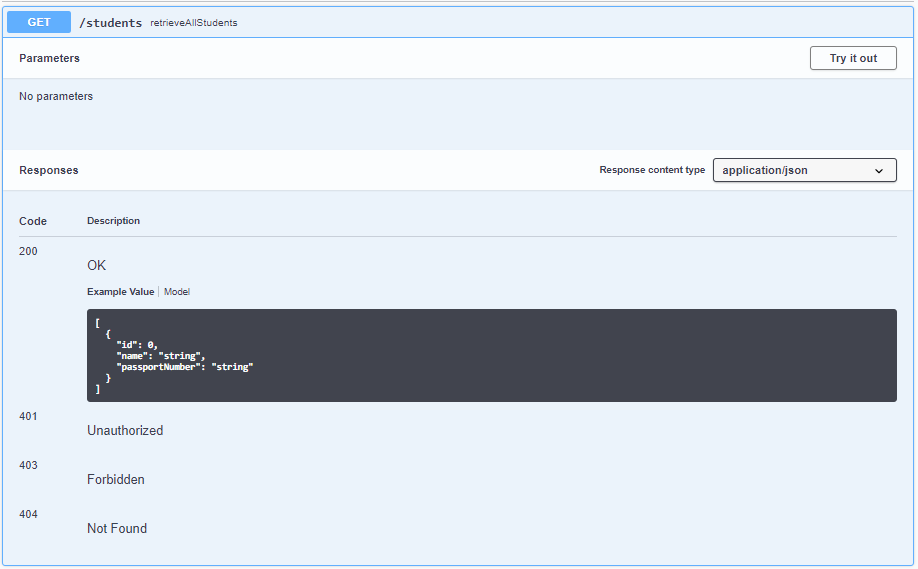 GET /students retrieveAllStudents
Parameters Try it out
No parameters
Responses Response content type application/json
Code Description
200
OK
Example Value Model
[
  {
    "id": 0,
    "name": "string",
    "passportNumber": "string"
  }
]
401
Unauthorized
403
Forbidden
404
Not Found